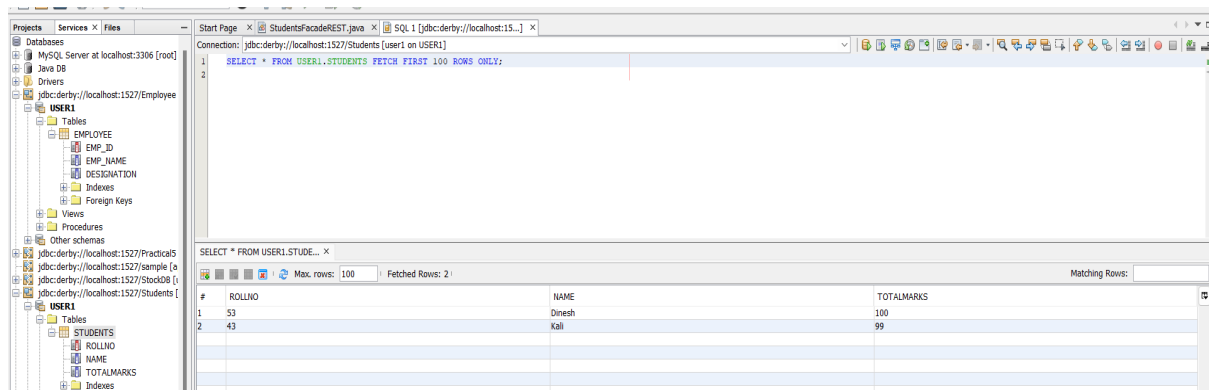 Projects Services × Files
Start Page × StudentsFacadeREST.java × SQL 1 [jdbc:derby://localhost:15...] ×
Databases
MySQL Server at localhost:3306 [root]
Java DB
Drivers
jdbc:derby://localhost:1527/Employee
USER1
Tables
EMPLOYEE
EMP_ID
EMP_NAME
DESIGNATION
Indexes
Foreign Keys
Views
Procedures
Other schemas
jdbc:derby://localhost:1527/Practical5
jdbc:derby://localhost:1527/sample [a
jdbc:derby://localhost:1527/StockDB [u
jdbc:derby://localhost:1527/Students [
USER1
Tables
STUDENTS
ROLLNO
NAME
TOTALMARKS
Indexes
Connection: jdbc:derby://localhost:1527/Students [user1 on USER1]
1 SELECT * FROM USER1.STUDENTS FETCH FIRST 100 ROWS ONLY;
2
SELECT * FROM USER1.STUDE... ×
Max. rows: 100 Fetched Rows: 2 Matching Rows:
# ROLLNO NAME TOTALMARKS
1 53 Dinesh 100
2 43 Kali 99